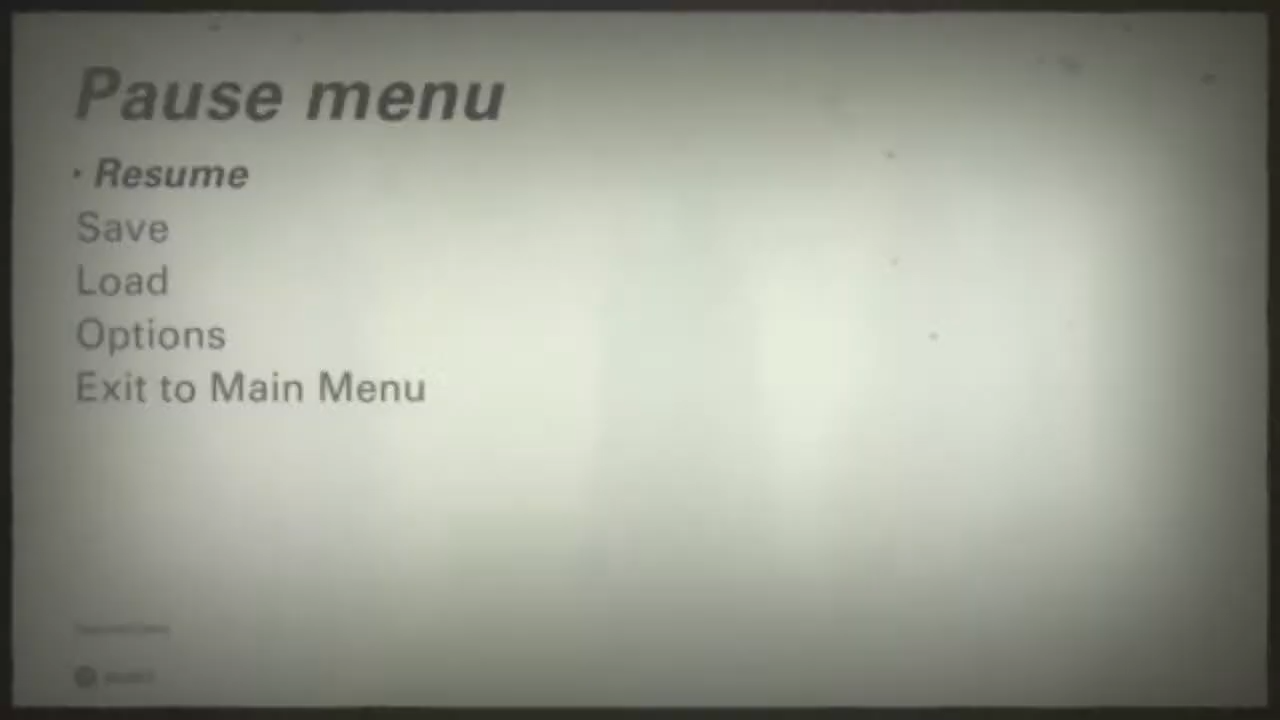 Pause menu
· Resume
Save
Load
Options
Exit to Main Menu